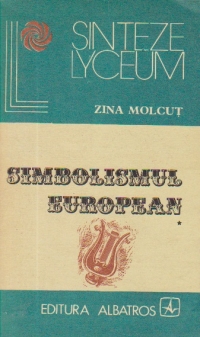 SINTEZE
LYCEUM
ZINA MOLCUȚ
SIMBOLISMUL
EUROPEAN
*
EDITURA ALBATROS